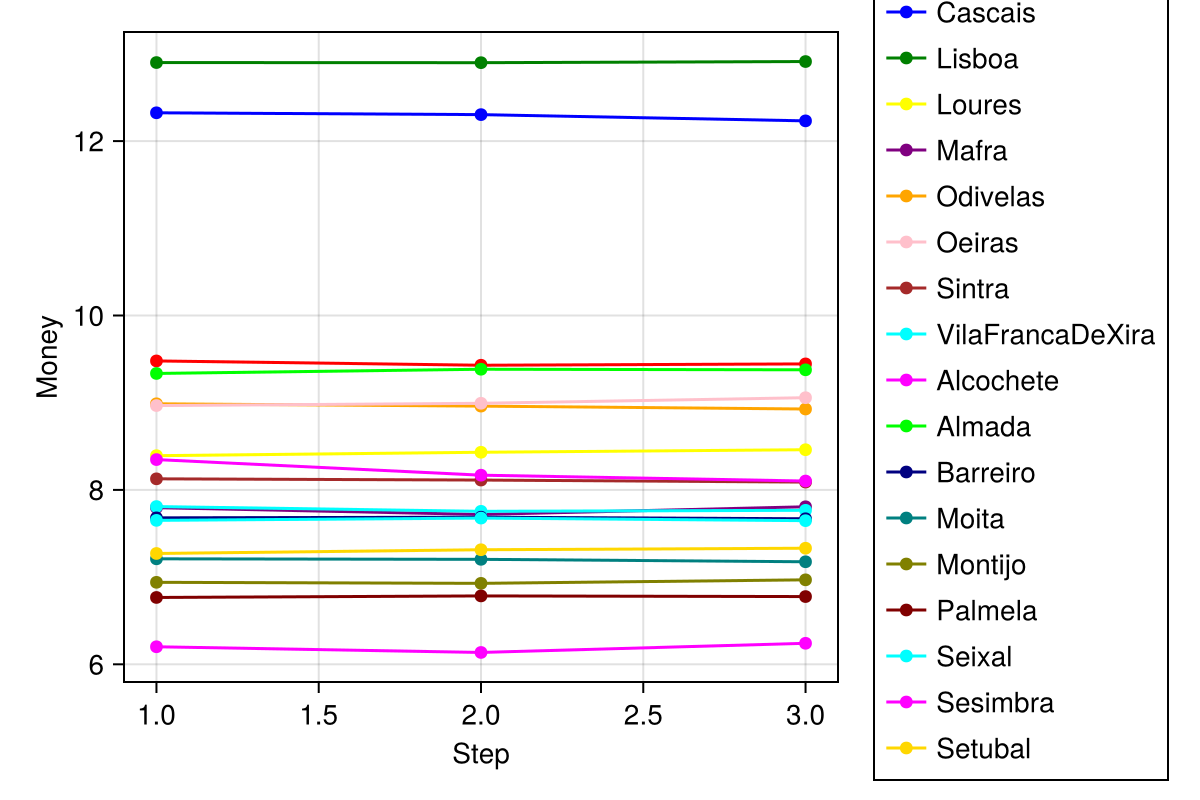 Cascais
Lisboa
Loures
Mafra
Odivelas
Oeiras
Sintra
VilaFrancaDeXira
Alcochete
Almada
Barreiro
Moita
Montijo
Palmela
Seixal
Sesimbra
Setubal
Money
12
10
8
6
1.0 1.5 2.0 2.5 3.0
Step